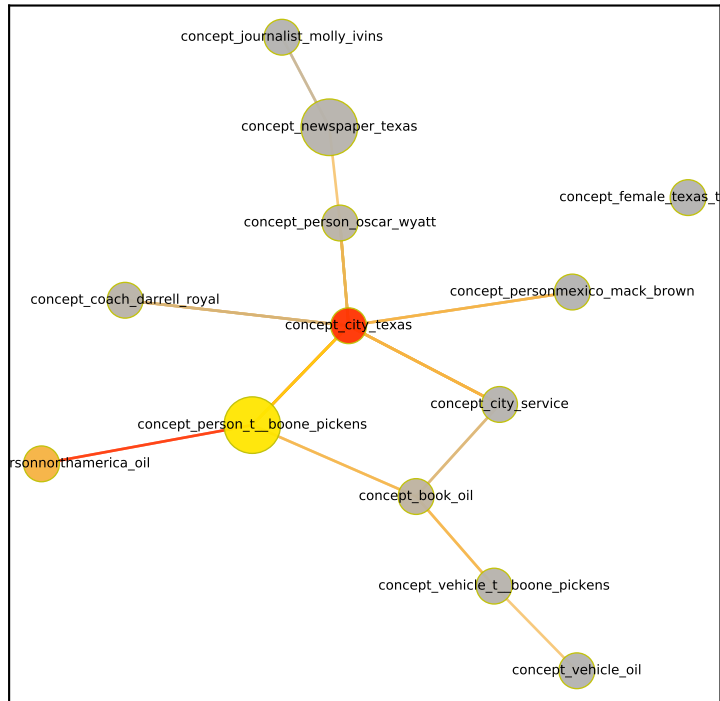 concept_journalist_molly_ivins
concept_newspaper_texas
concept_female_texas_t
concept_person_oscar_wyatt
concept_personmexico_mack_brown
concept_coach_darrell_royal
concept_city_texas
concept_city_service
concept_person_t__boone_pickens
rsonnorthamerica_oil
concept_book_oil
concept_vehicle_t__boone_pickens
concept_vehicle_oil